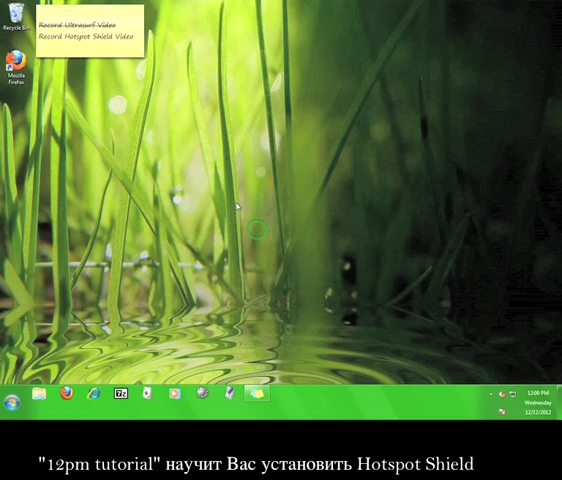 Recycle Bin
Record Ultrasurf Video
Record Hotspot Shield Video
Mozilla
Firefox
7z
12:00 PM
Wednesday
12/12/2012
"12pm tutorial" научит Вас установить Hotspot Shield